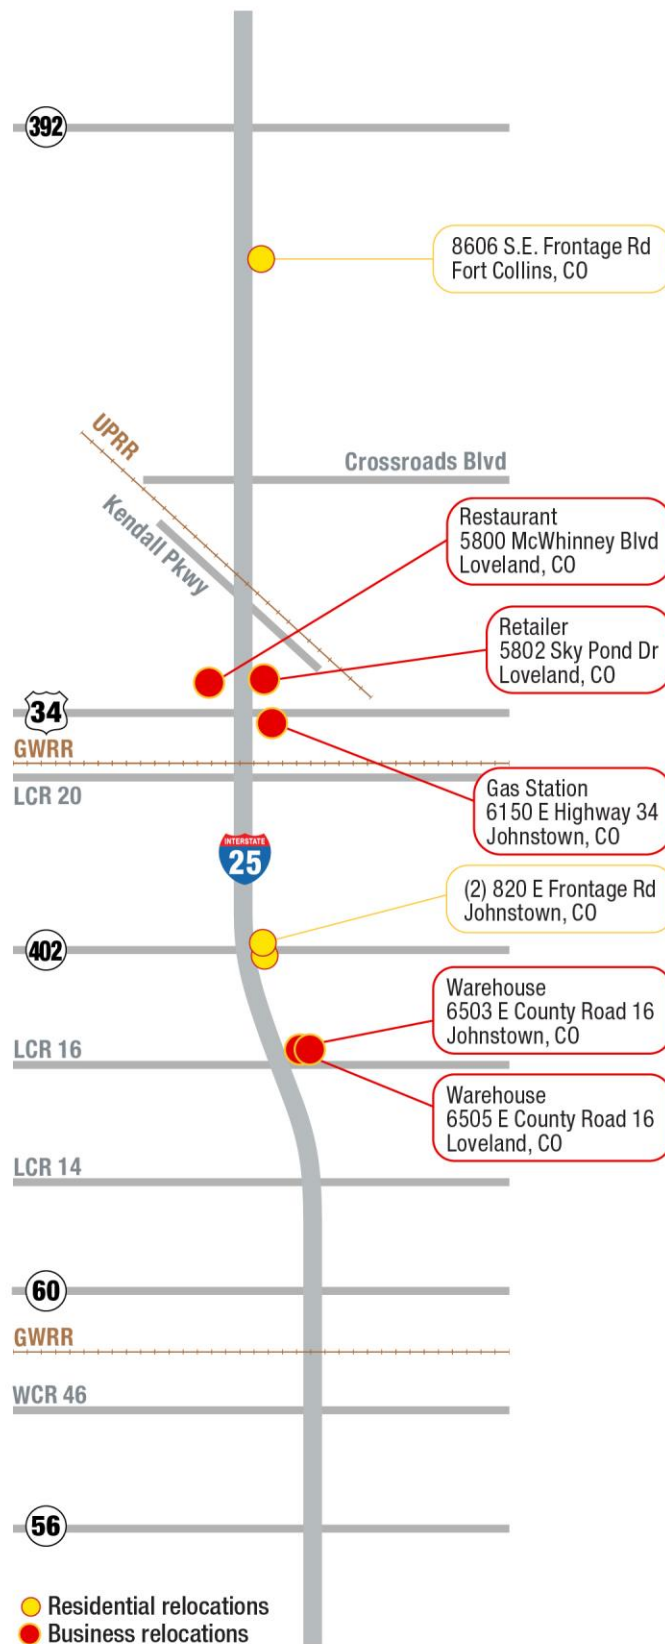 392
8606 S.E. Frontage Rd
Fort Collins, CO
UPRR
Crossroads Blvd
Kendall Pkwy
Restaurant
5800 McWhinney Blvd
Loveland, CO
Retailer
5802 Sky Pond Dr
Loveland, CO
34
GWRR
LCR 20
Gas Station
6150 E Highway 34
Johnstown, CO
INTERSTATE
25
(2) 820 E Frontage Rd
Johnstown, CO
402
Warehouse
6503 E County Road 16
Johnstown, CO
LCR 16
Warehouse
6505 E County Road 16
Loveland, CO
LCR 14
60
GWRR
WCR 46
56
Residential relocations
Business relocations